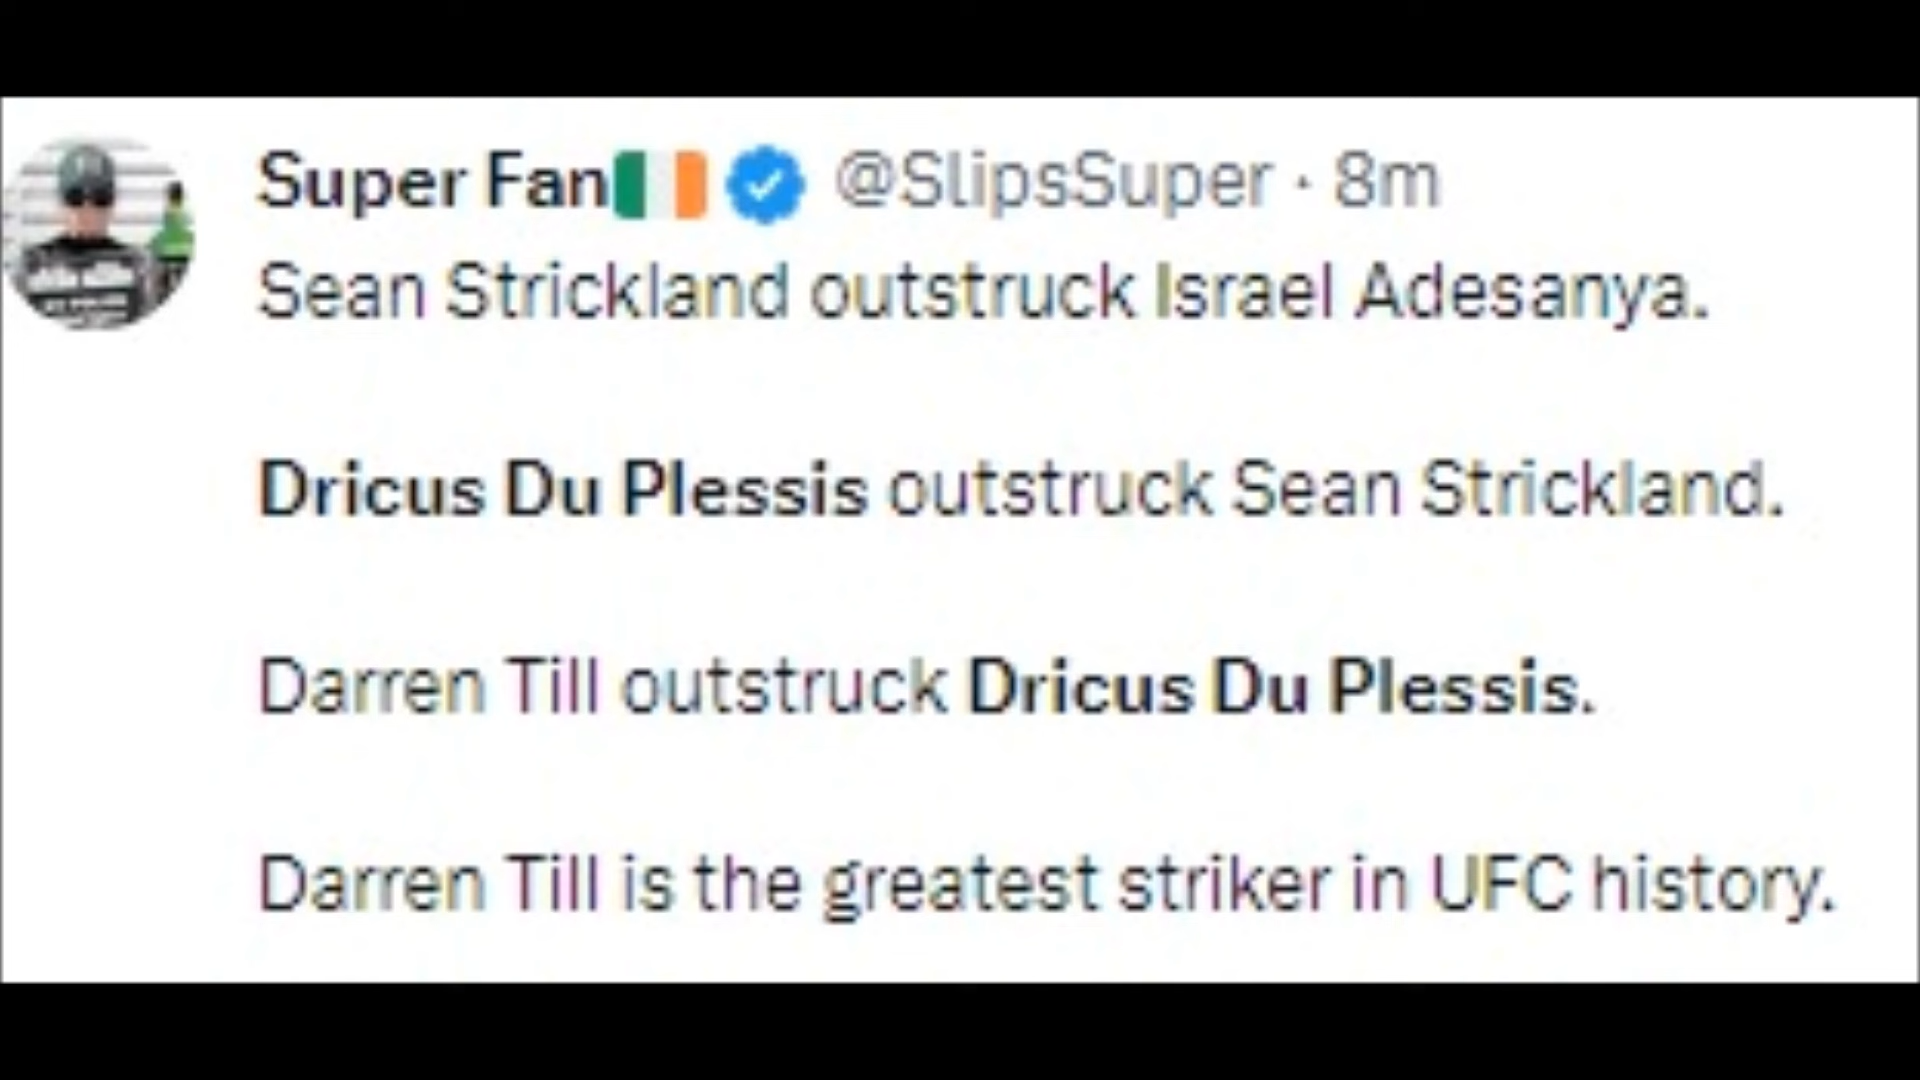 Super Fan🇮🇪 @SlipsSuper · 8m
Sean Strickland outstruck Israel Adesanya.
Dricus Du Plessis outstruck Sean Strickland.
Darren Till outstruck Dricus Du Plessis.
Darren Till is the greatest striker in UFC history.